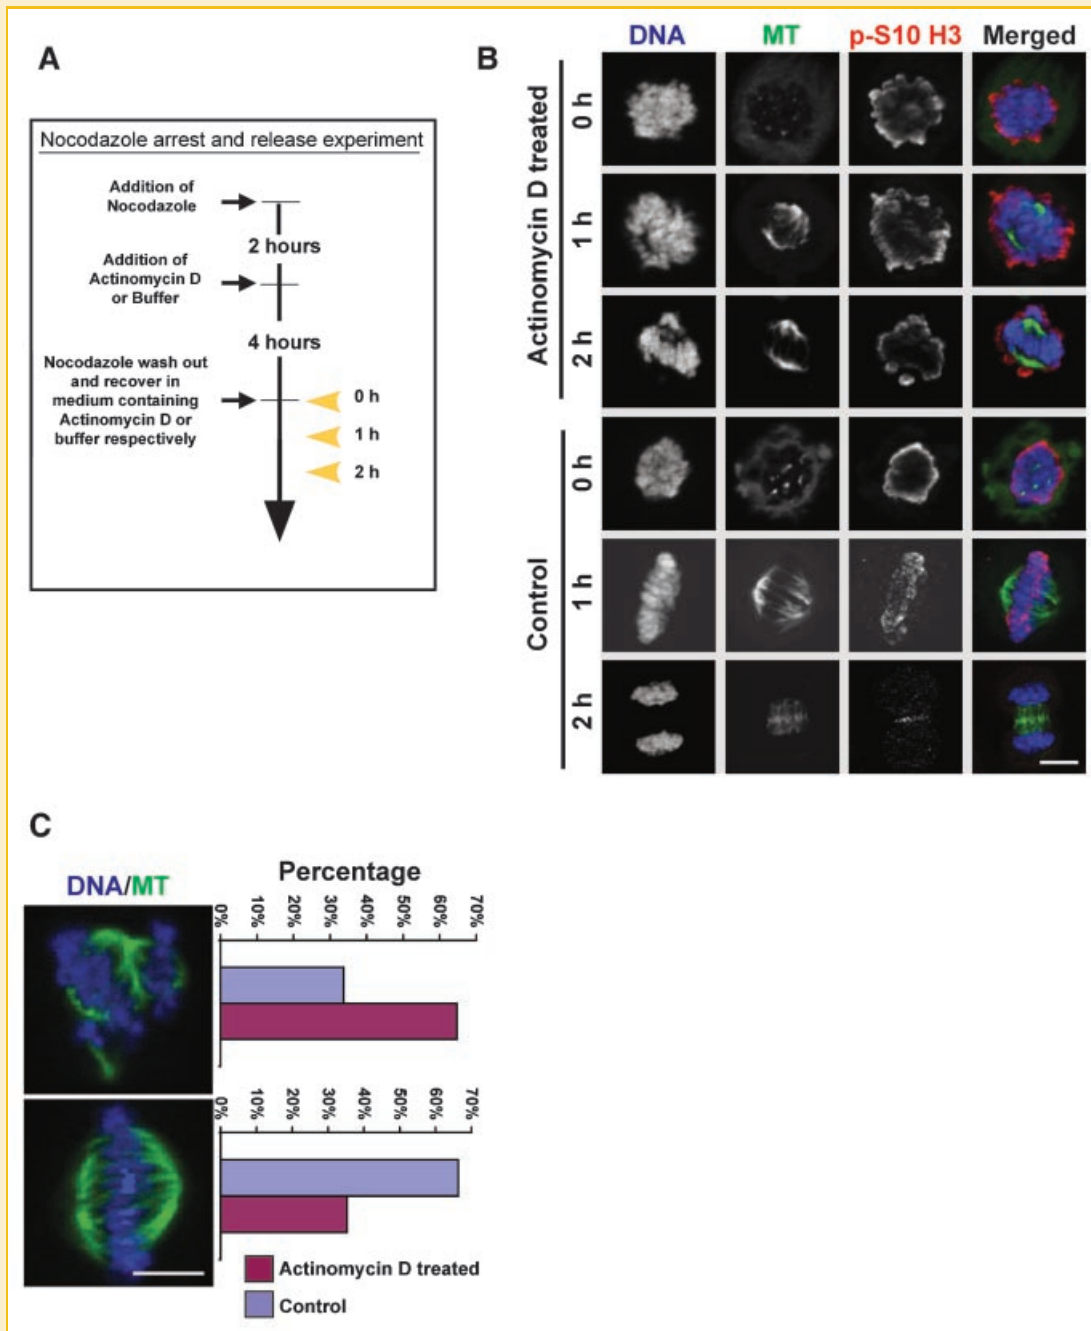 A
Nocodazole arrest and release experiment
Addition of
Nocodazole
2 hours
Addition of
Actinomycin D
or Buffer
4 hours
Nocodazole wash out
and recover in
medium containing
Actinomycin D or
buffer respectively
0 h
1 h
2 h
B
DNA MT p-S10 H3 Merged
Actinomycin D treated
0 h
1 h
2 h
Control
0 h
1 h
2 h
C
DNA/MT
Percentage
0% 10% 20% 30% 40% 50% 60% 70%
0% 10% 20% 30% 40% 50% 60% 70%
Actinomycin D treated
Control